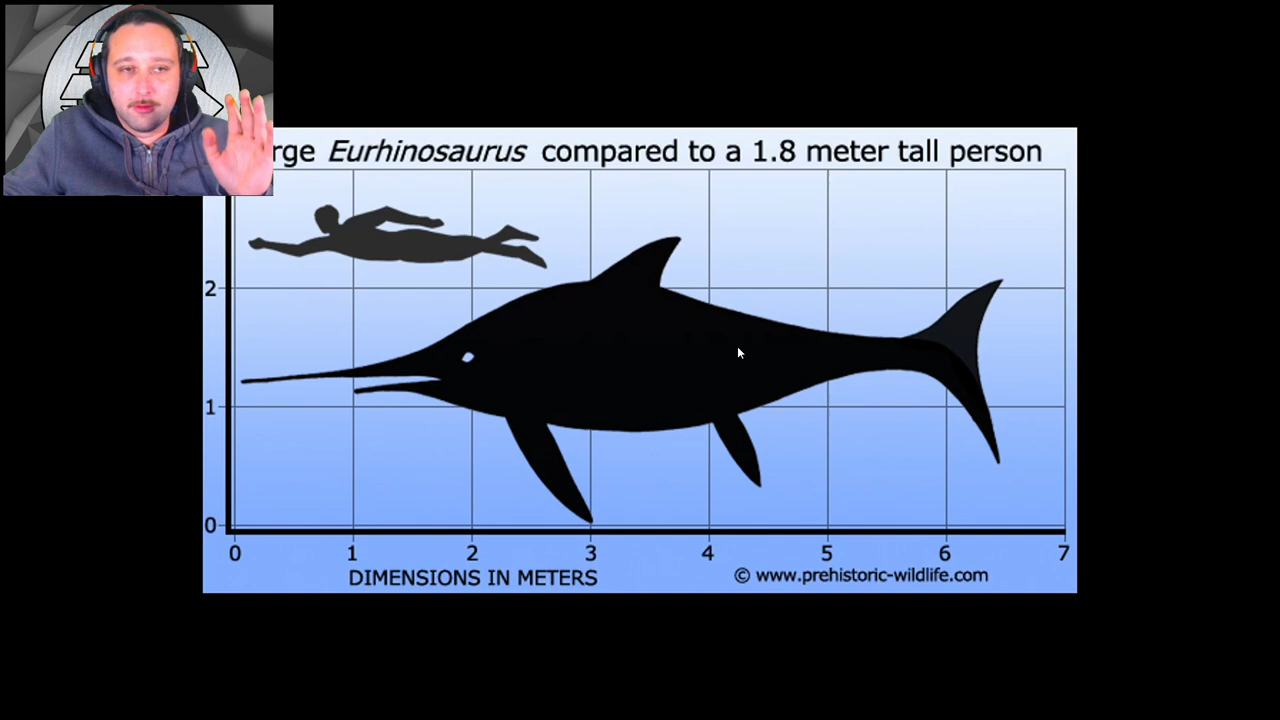 rge Eurhinosaurus compared to a 1.8 meter tall person
2
1
0
0 1 2 3 4 5 6 7
DIMENSIONS IN METERS
© www.prehistoric-wildlife.com